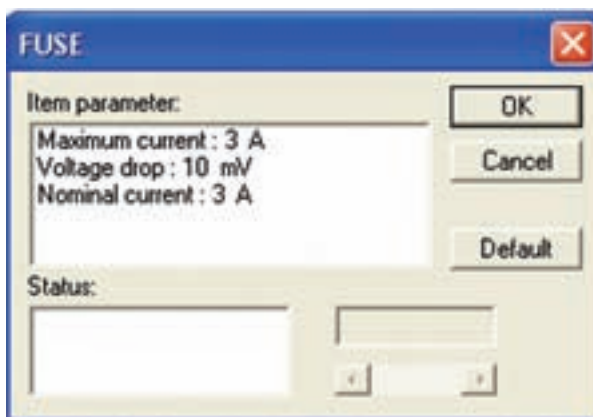 FUSE
Item parameter:
Maximum current : 3 A
Voltage drop : 10 mV
Nominal current : 3 A
OK
Cancel
Default
Status: